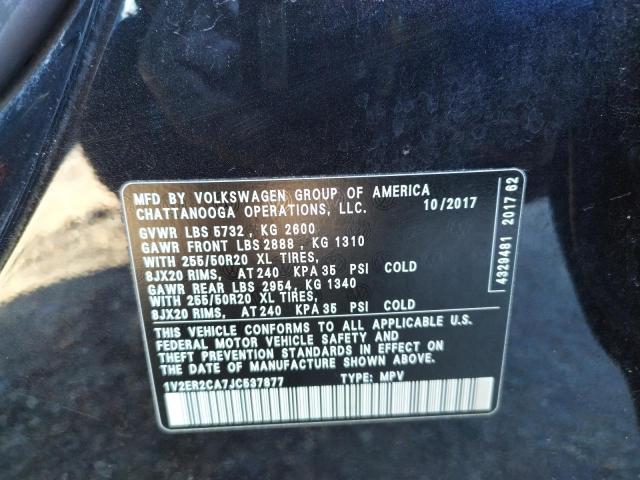 MFD BY VOLKSWAGEN GROUP OF AMERICA
CHATTANOOGA OPERATIONS, LLC. 10/2017
GVWR LBS 5732 , KG 2600
GAWR FRONT LBS 2888 , KG 1310
WITH 255/50R20 XL TIRES,
8JX20 RIMS, AT 240 KPA 35 PSI COLD
GAWR REAR LBS 2954, KG 1340
WITH 255/50R20 XL TIRES,
8JX20 RIMS, AT 240 KPA 35 PSI COLD
THIS VEHICLE CONFORMS TO ALL APPLICABLE U.S.
FEDERAL MOTOR VEHICLE SAFETY AND
THEFT PREVENTION STANDARDS IN EFFECT ON
THE DATE OF MANUFACTURE SHOWN ABOVE.
1V2ER2CA7JC537877 TYPE: MPV
4329481 2017 62